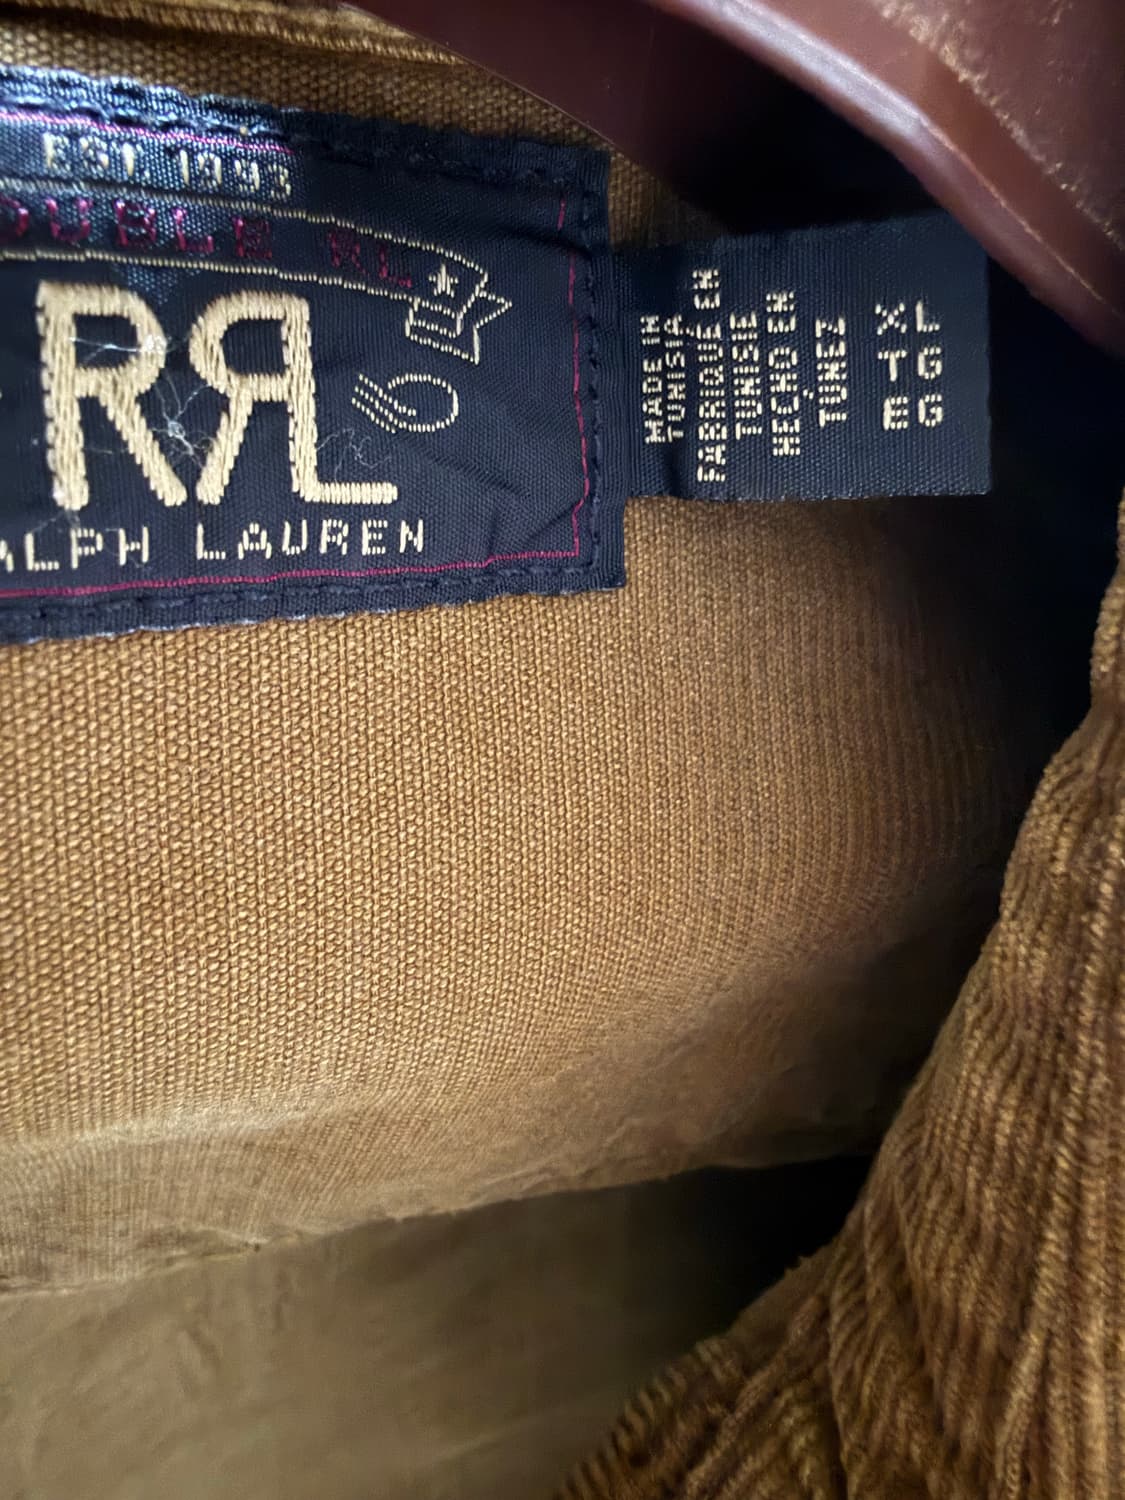 EST. 1993
DOUBLE RL
RRL
RALPH LAUREN
MADE IN
TUNISIA
FABRIQUÉ EN
TUNISIE
HECHO EN
TUNEZ
XL
TG
EG